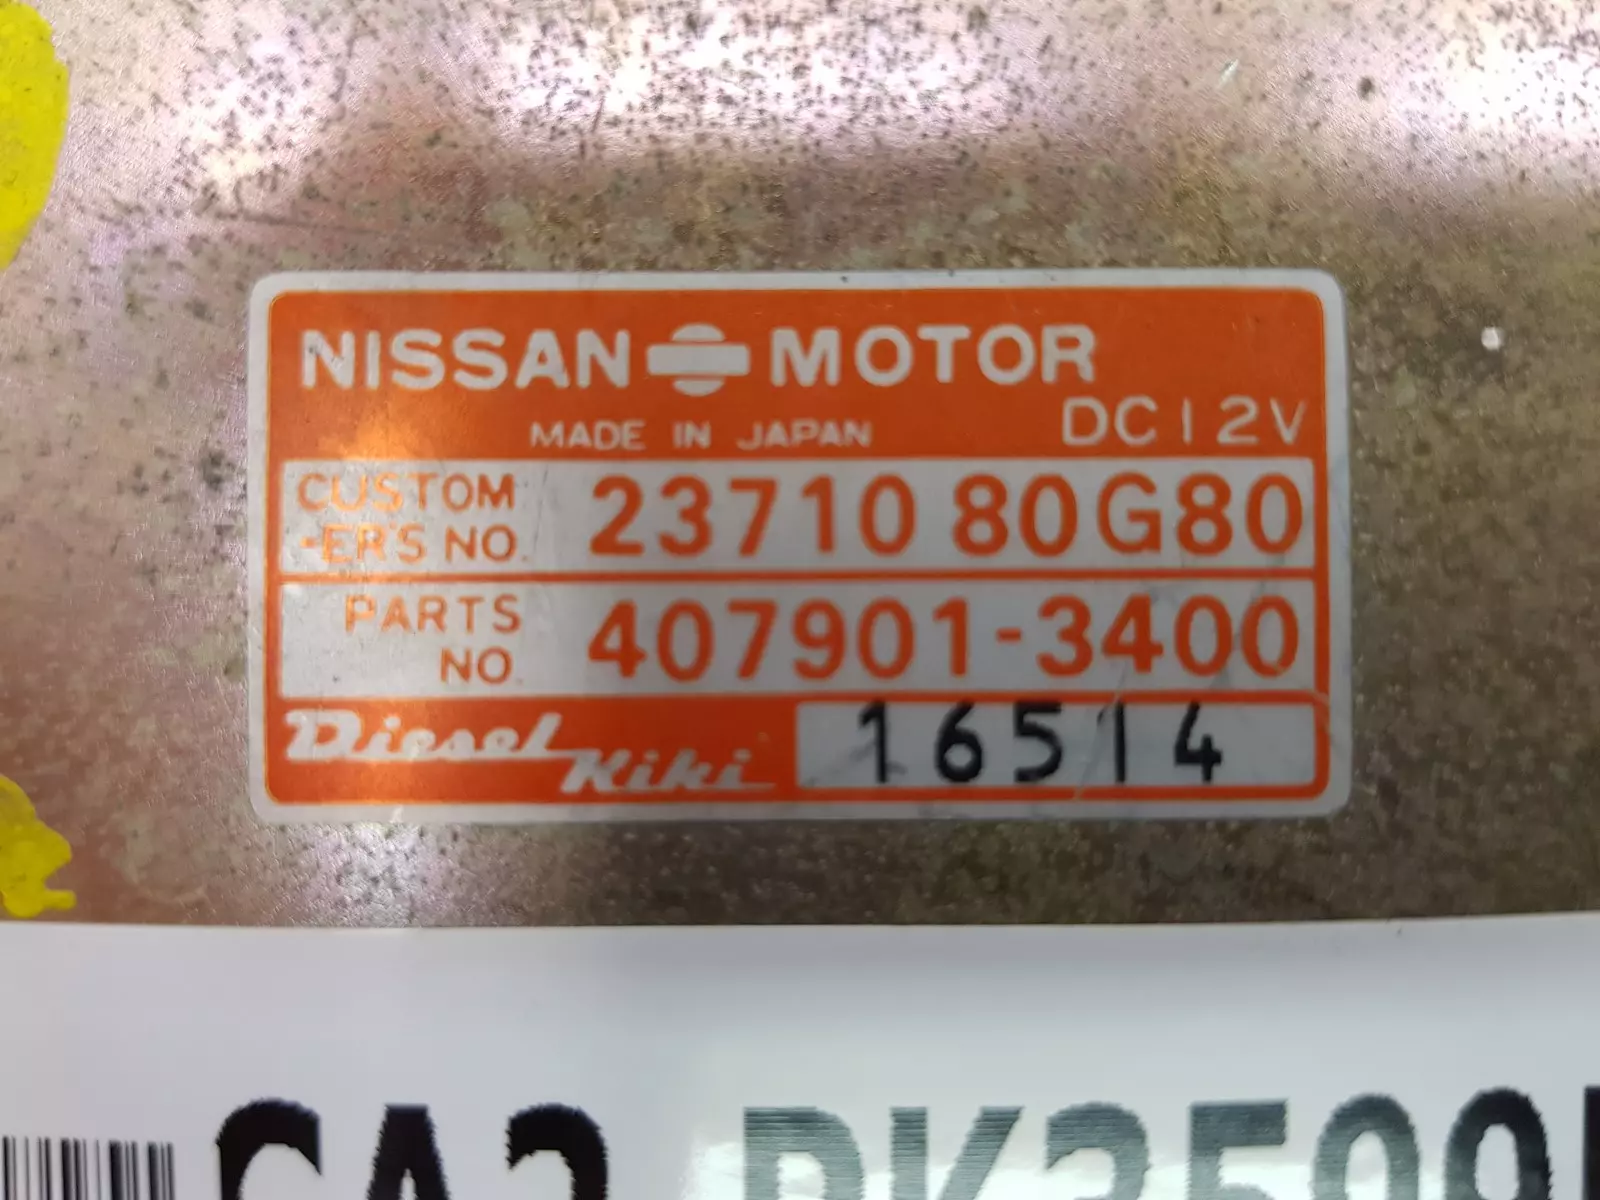 NISSAN MOTOR
MADE IN JAPAN DC12V
CUSTOM
-ER'S NO. 23710 80G80
PARTS
NO. 407901-3400
Diesel Kiki 16514